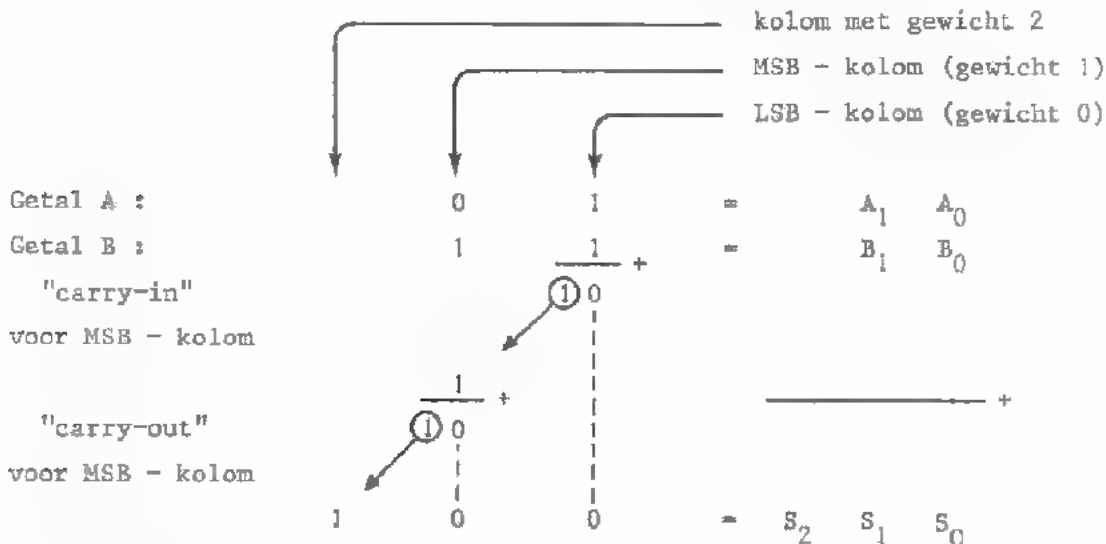 kolom met gewicht 2
MSB - kolom (gewicht 1)
LSB - kolom (gewicht 0)
Getal A : 0 1 = A₁ A₀
Getal B : 1 1 = B₁ B₀
+
"carry-in" 1 0
voor MSB - kolom
1
+ +
"carry-out" 1 0
voor MSB - kolom
1 0 0 = S₂ S₁ S₀